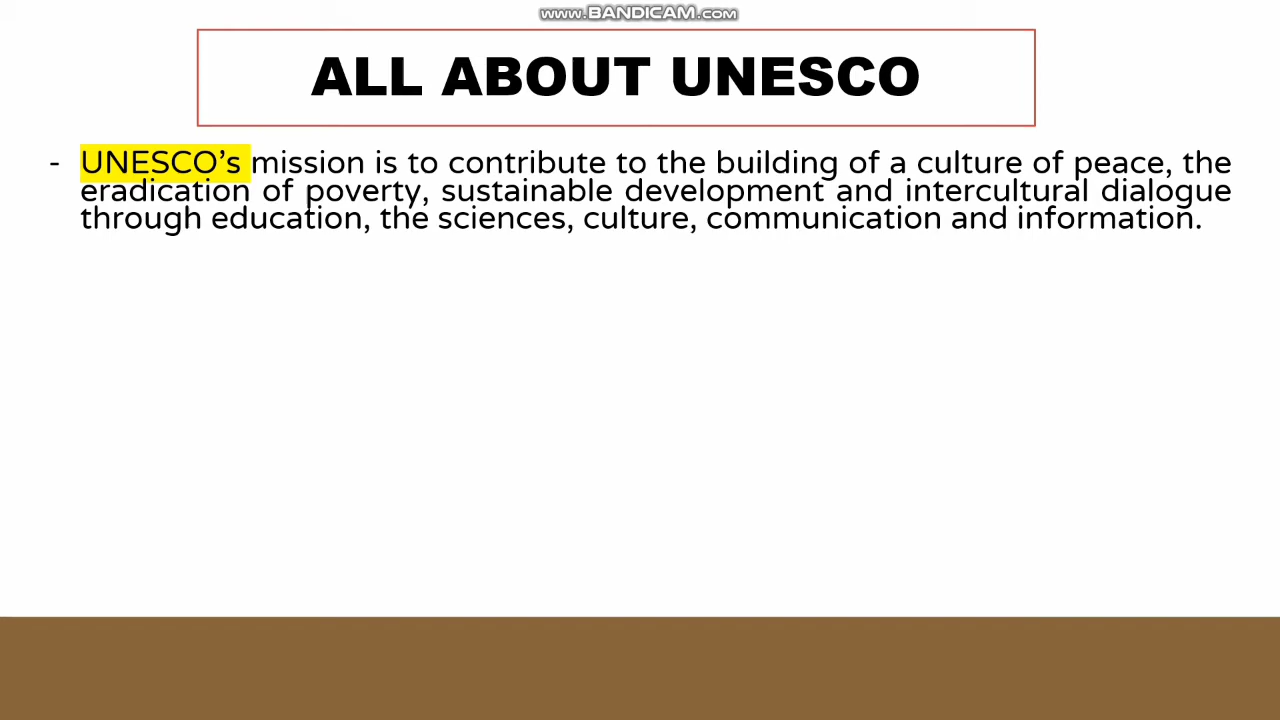 www.BANDICAM.com
ALL ABOUT UNESCO
- UNESCO’s mission is to contribute to the building of a culture of peace, the
eradication of poverty, sustainable development and intercultural dialogue
through education, the sciences, culture, communication and information.